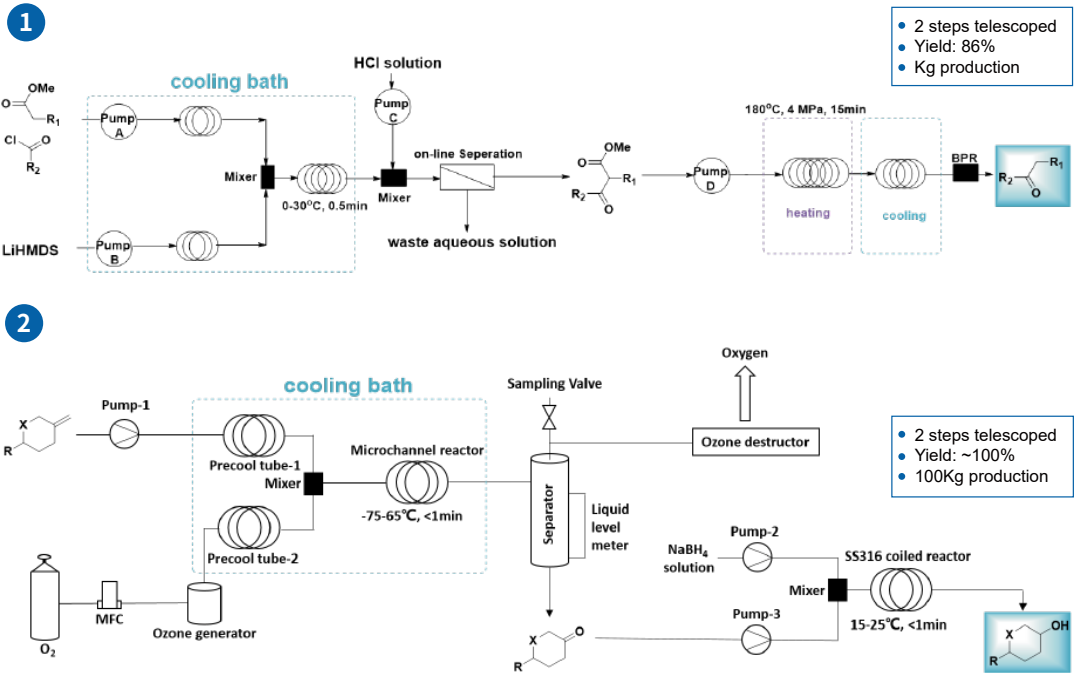 1
2 steps telescoped
Yield: 86%
Kg production
HCl solution
cooling bath
OMe
O
R1
Cl
O
R2
Pump A
Pump C
180°C, 4 MPa, 15min
on-line Seperation
Mixer
Mixer
0-30°C, 0.5min
OMe
O
R1
R2
O
Pump D
BPR
R1
R2
O
heating
cooling
LiHMDS
Pump B
waste aqueous solution
2
Oxygen
cooling bath
Sampling Valve
Pump-1
X
R
Precool tube-1
Mixer
Microchannel reactor
-75-65℃, <1min
Precool tube-2
Ozone destructor
2 steps telescoped
Yield: ~100%
100Kg production
Separator
Liquid
level
meter
NaBH4
solution
Pump-2
SS316 coiled reactor
Mixer
15-25℃, <1min
O2
MFC
Ozone generator
X
O
R
Pump-3
X
OH
R